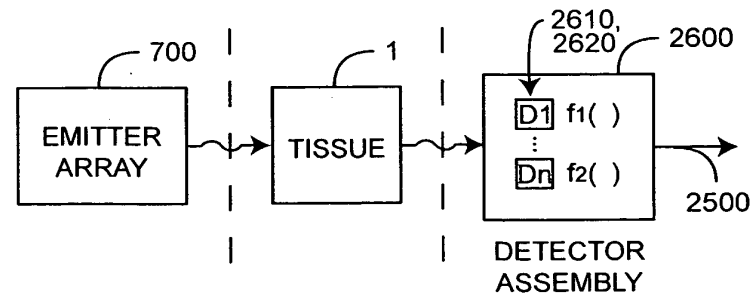 700
1
2610,
2620
2600
EMITTER
ARRAY
TISSUE
D1 f1( )
⋮
Dn f2( )
2500
DETECTOR
ASSEMBLY